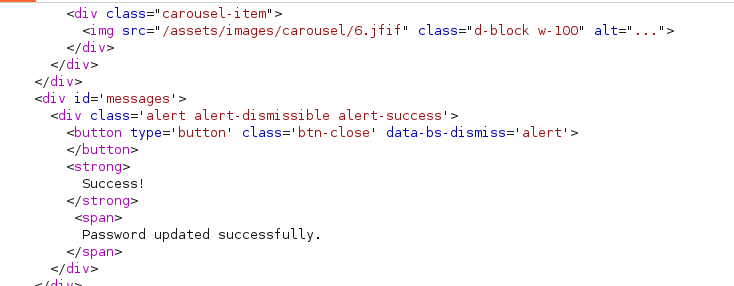 <div class="carousel-item">
<img src="/assets/images/carousel/6.jfif" class="d-block w-100" alt="...">
</div>
</div>
</div>
<div id='messages'>
<div class='alert alert-dismissible alert-success'>
<button type='button' class='btn-close' data-bs-dismiss='alert'>
</button>
<strong>
Success!
</strong>
<span>
Password updated successfully.
</span>
</div>
</div>